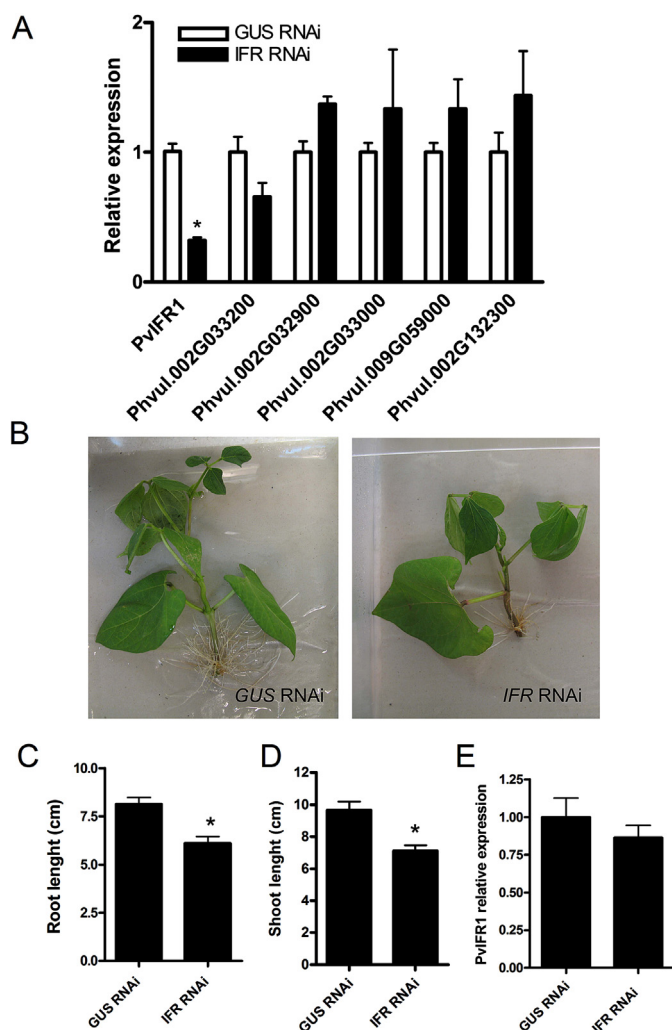 A
Relative expression
2
1
0
GUS RNAi
IFR RNAi
*
PvIFR1
Phvul.002G033200
Phvul.002G032900
Phvul.002G033000
Phvul.009G059000
Phvul.002G132300
B
GUS RNAi
IFR RNAi
C
Root lenght (cm)
10.0
7.5
5.0
2.5
0.0
*
GUS RNAi
IFR RNAi
D
Shoot lenght (cm)
12
10
8
6
4
2
0
*
GUS RNAi
IFR RNAi
E
PvIFR1 relative expression
1.25
1.00
0.75
0.50
0.25
0.00
GUS RNAi
IFR RNAi